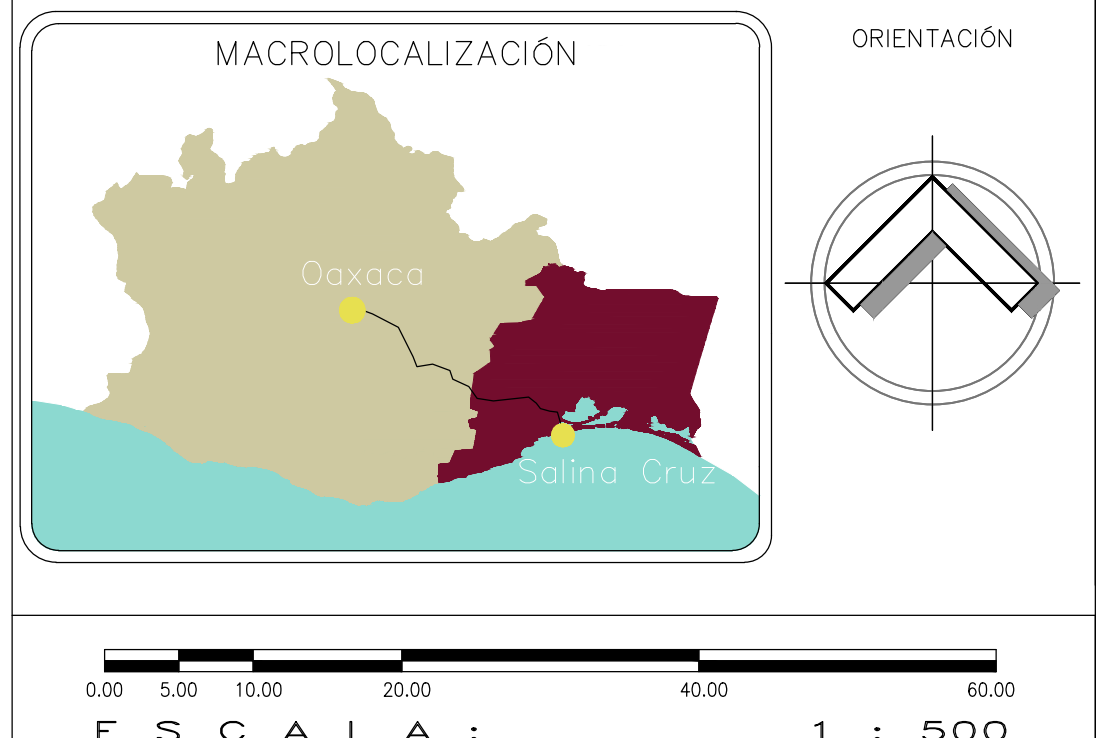 MACROLOCALIZACIÓN
ORIENTACIÓN
Oaxaca
Salina Cruz
0.00 5.00 10.00 20.00 40.00 60.00
ESCALA: 1 : 500